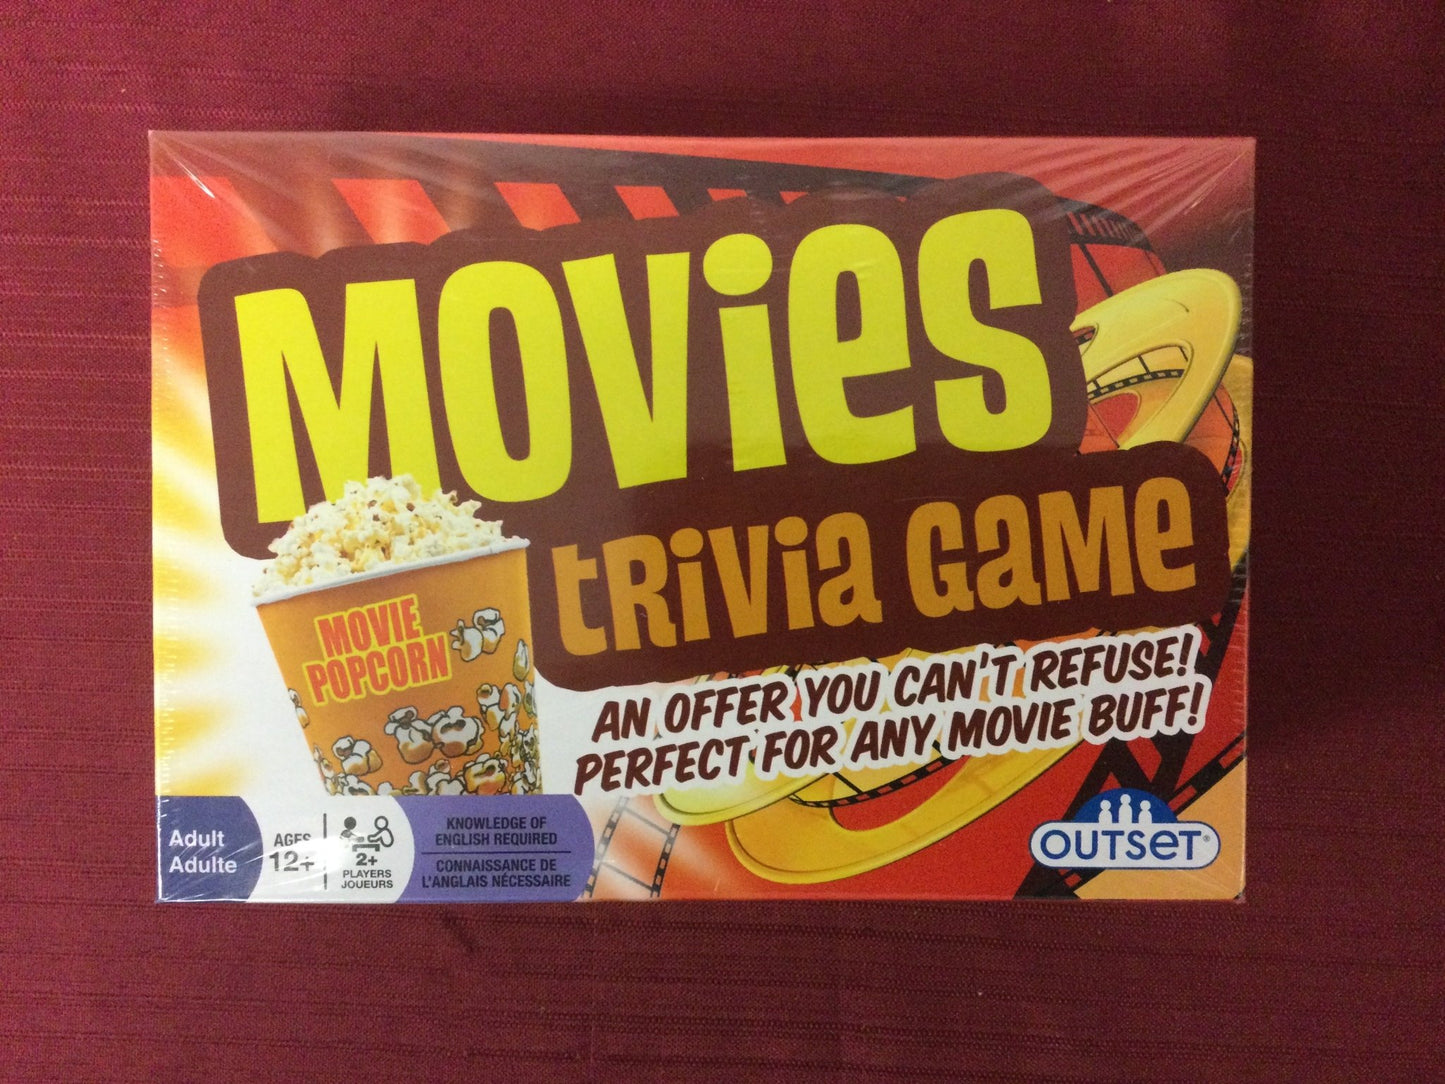 MOVIES
TRIVIA GAME
MOVIE
POPCORN
AN OFFER YOU CAN'T REFUSE!
PERFECT FOR ANY MOVIE BUFF!
Adult
Adulte
AGES
12+
2+
PLAYERS
JOUEURS
KNOWLEDGE OF
ENGLISH REQUIRED
CONNAISSANCE DE
L'ANGLAIS NÉCESSAIRE
OUTSET®